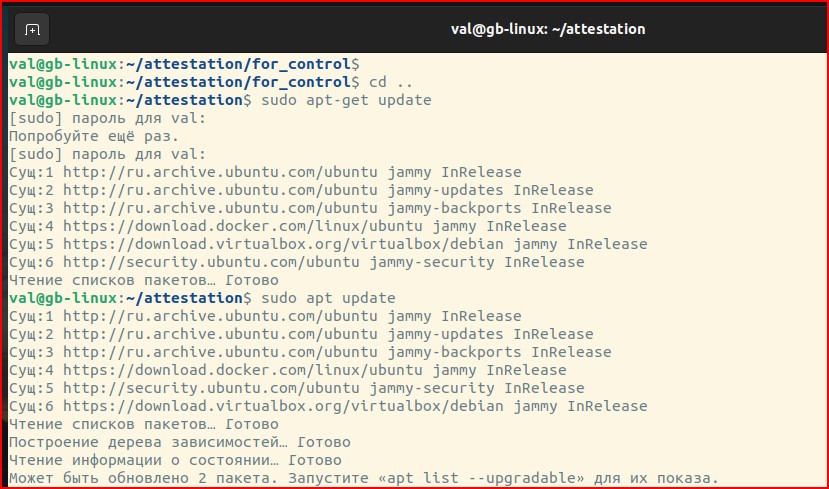 val@gb-linux: ~/attestation
val@gb-linux:~/attestation/for_control$
val@gb-linux:~/attestation/for_control$ cd ..
val@gb-linux:~/attestation$ sudo apt-get update
[sudo] пароль для val:
Попробуйте ещё раз.
[sudo] пароль для val:
Сущ:1 http://ru.archive.ubuntu.com/ubuntu jammy InRelease
Сущ:2 http://ru.archive.ubuntu.com/ubuntu jammy-updates InRelease
Сущ:3 http://ru.archive.ubuntu.com/ubuntu jammy-backports InRelease
Сущ:4 https://download.docker.com/linux/ubuntu jammy InRelease
Сущ:5 https://download.virtualbox.org/virtualbox/debian jammy InRelease
Сущ:6 http://security.ubuntu.com/ubuntu jammy-security InRelease
Чтение списков пакетов… Готово
val@gb-linux:~/attestation$ sudo apt update
Сущ:1 http://ru.archive.ubuntu.com/ubuntu jammy InRelease
Сущ:2 http://ru.archive.ubuntu.com/ubuntu jammy-updates InRelease
Сущ:3 http://ru.archive.ubuntu.com/ubuntu jammy-backports InRelease
Сущ:4 https://download.docker.com/linux/ubuntu jammy InRelease
Сущ:5 http://security.ubuntu.com/ubuntu jammy-security InRelease
Сущ:6 https://download.virtualbox.org/virtualbox/debian jammy InRelease
Чтение списков пакетов… Готово
Построение дерева зависимостей… Готово
Чтение информации о состоянии… Готово
Может быть обновлено 2 пакета. Запустите «apt list --upgradable» для их показа.